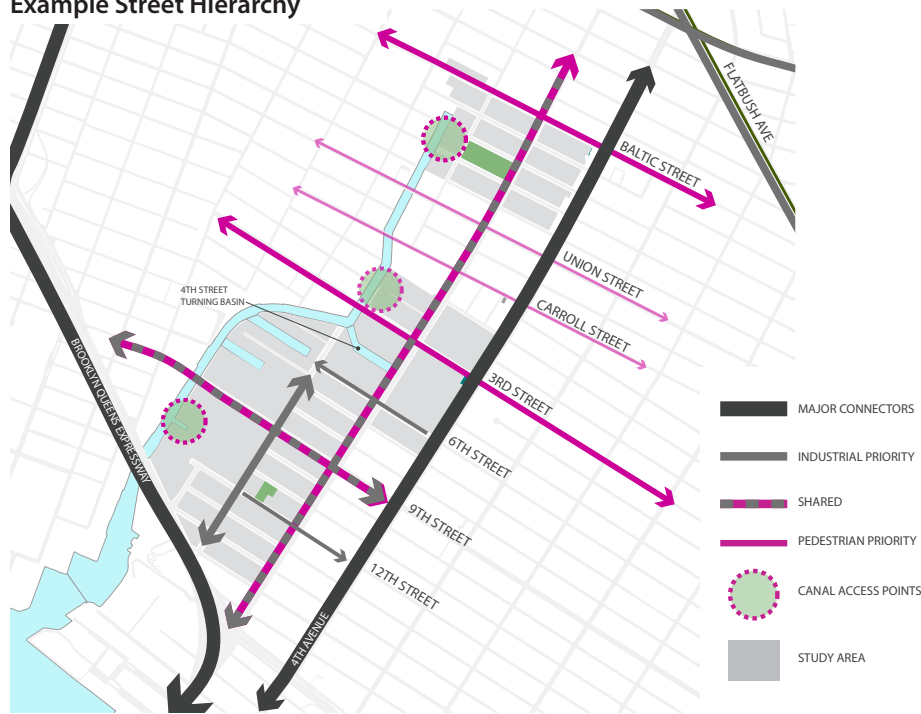 Example Street Hierarchy
FLATBUSH AVE
BALTIC STREET
UNION STREET
CARROLL STREET
4TH STREET
TURNING BASIN
3RD STREET
BROOKLYN QUEENS EXPRESSWAY
6TH STREET
9TH STREET
12TH STREET
4TH AVENUE
MAJOR CONNECTORS
INDUSTRIAL PRIORITY
SHARED
PEDESTRIAN PRIORITY
CANAL ACCESS POINTS
STUDY AREA